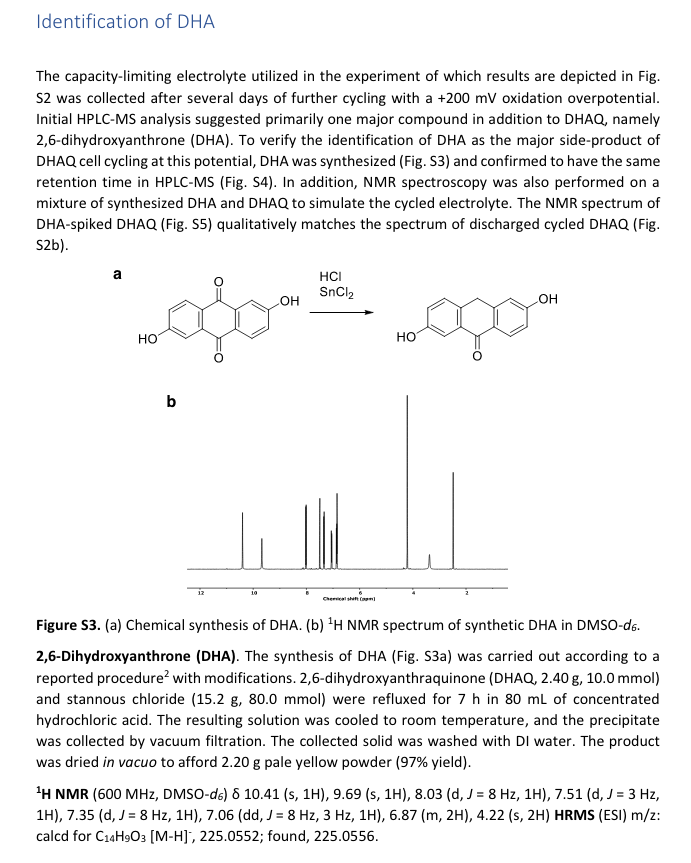 Identification of DHA
The capacity-limiting electrolyte utilized in the experiment of which results are depicted in Fig.
S2 was collected after several days of further cycling with a +200 mV oxidation overpotential.
Initial HPLC-MS analysis suggested primarily one major compound in addition to DHAQ, namely
2,6-dihydroxyanthrone (DHA). To verify the identification of DHA as the major side-product of
DHAQ cell cycling at this potential, DHA was synthesized (Fig. S3) and confirmed to have the same
retention time in HPLC-MS (Fig. S4). In addition, NMR spectroscopy was also performed on a
mixture of synthesized DHA and DHAQ to simulate the cycled electrolyte. The NMR spectrum of
DHA-spiked DHAQ (Fig. S5) qualitatively matches the spectrum of discharged cycled DHAQ (Fig.
S2b).
a
O
OH
HO
O
HCl
SnCl₂
OH
HO
O
b
12 10 8 6 4 2
Chemical shift (ppm)
Figure S3. (a) Chemical synthesis of DHA. (b) ¹H NMR spectrum of synthetic DHA in DMSO-d₆.
2,6-Dihydroxyanthrone (DHA). The synthesis of DHA (Fig. S3a) was carried out according to a
reported procedure² with modifications. 2,6-dihydroxyanthraquinone (DHAQ, 2.40 g, 10.0 mmol)
and stannous chloride (15.2 g, 80.0 mmol) were refluxed for 7 h in 80 mL of concentrated
hydrochloric acid. The resulting solution was cooled to room temperature, and the precipitate
was collected by vacuum filtration. The collected solid was washed with DI water. The product
was dried in vacuo to afford 2.20 g pale yellow powder (97% yield).
¹H NMR (600 MHz, DMSO-d₆) δ 10.41 (s, 1H), 9.69 (s, 1H), 8.03 (d, J = 8 Hz, 1H), 7.51 (d, J = 3 Hz,
1H), 7.35 (d, J = 8 Hz, 1H), 7.06 (dd, J = 8 Hz, 3 Hz, 1H), 6.87 (m, 2H), 4.22 (s, 2H) HRMS (ESI) m/z:
calcd for C₁₄H₉O₃ [M-H]⁻, 225.0552; found, 225.0556.